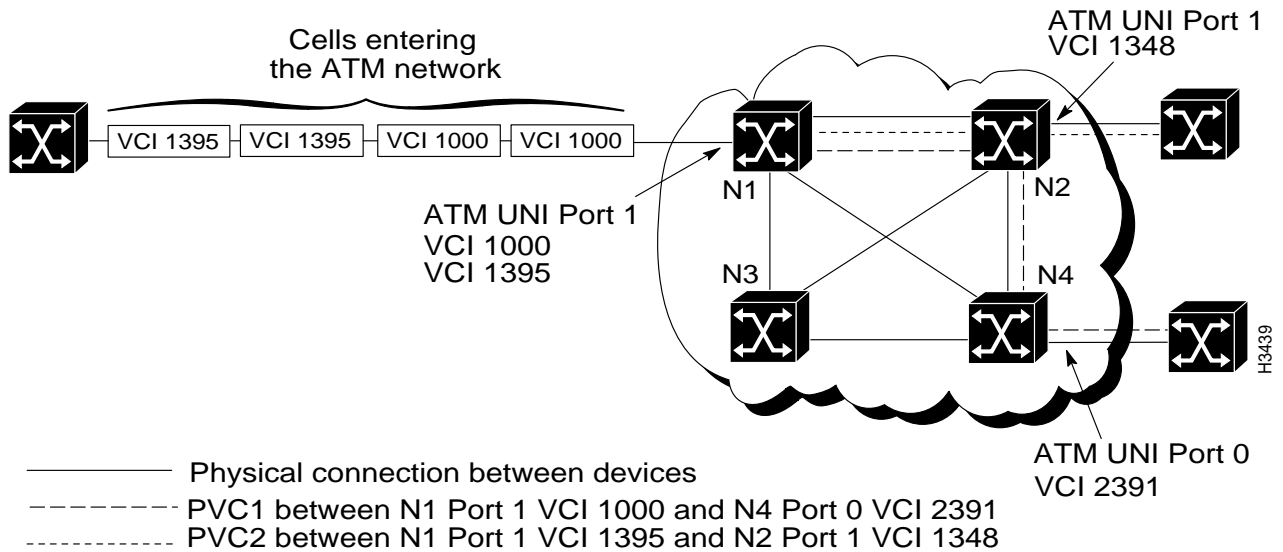 Cells entering
the ATM network
ATM UNI Port 1
VCI 1348
VCI 1395
VCI 1395
VCI 1000
VCI 1000
N1
N2
ATM UNI Port 1
VCI 1000
VCI 1395
N3
N4
H3439
ATM UNI Port 0
VCI 2391
Physical connection between devices
PVC1 between N1 Port 1 VCI 1000 and N4 Port 0 VCI 2391
PVC2 between N1 Port 1 VCI 1395 and N2 Port 1 VCI 1348